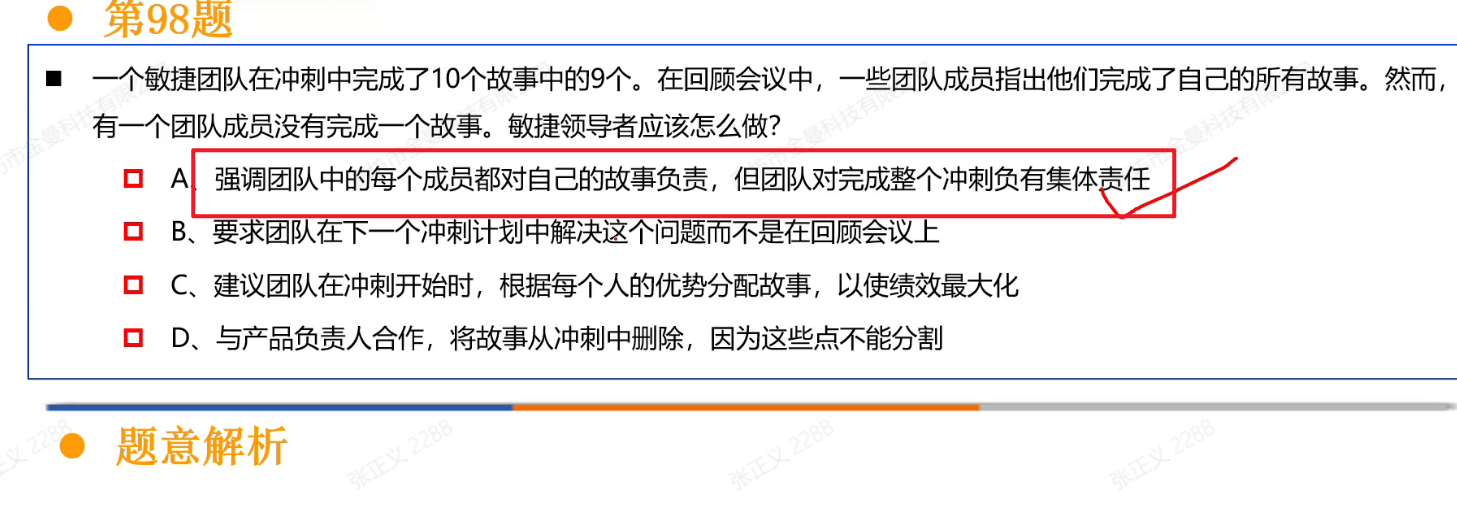 第98题
一个敏捷团队在冲刺中完成了10个故事中的9个。在回顾会议中，一些团队成员指出他们完成了自己的所有故事。然而，
有一个团队成员没有完成一个故事。敏捷领导者应该怎么做？
A、强调团队中的每个成员都对自己的故事负责，但团队对完成整个冲刺负有集体责任
B、要求团队在下一个冲刺计划中解决这个问题而不是在回顾会议上
C、建议团队在冲刺开始时，根据每个人的优势分配故事，以使绩效最大化
D、与产品负责人合作，将故事从冲刺中删除，因为这些点不能分割
题意解析
张正义 2288
张正义 2288
张正义 2288